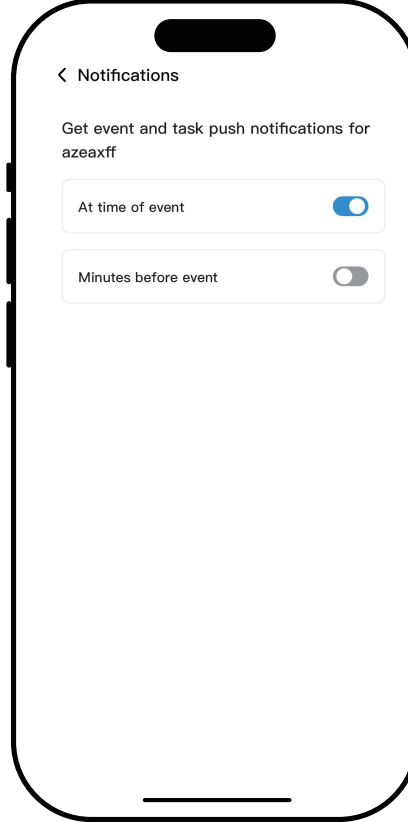 Notifications
Get event and task push notifications for
azeaxff
At time of event
Minutes before event